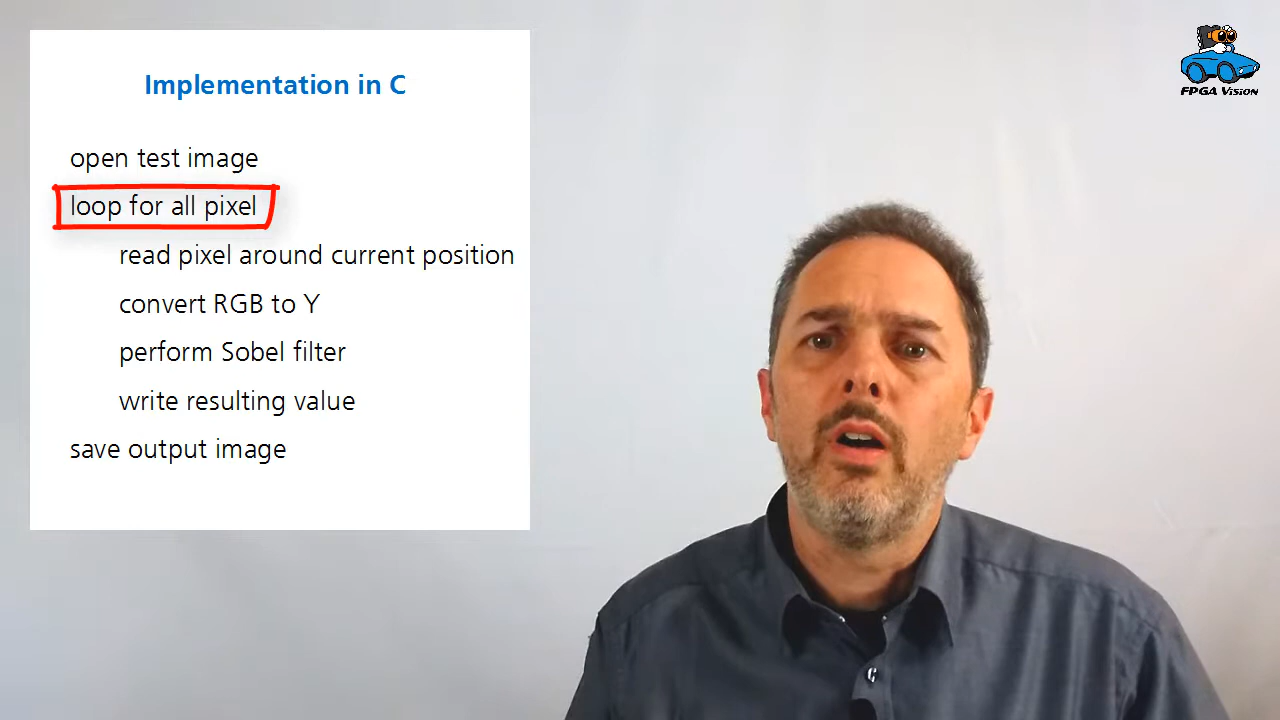 Implementation in C
open test image
loop for all pixel
read pixel around current position
convert RGB to Y
perform Sobel filter
write resulting value
save output image
FPGA Vision